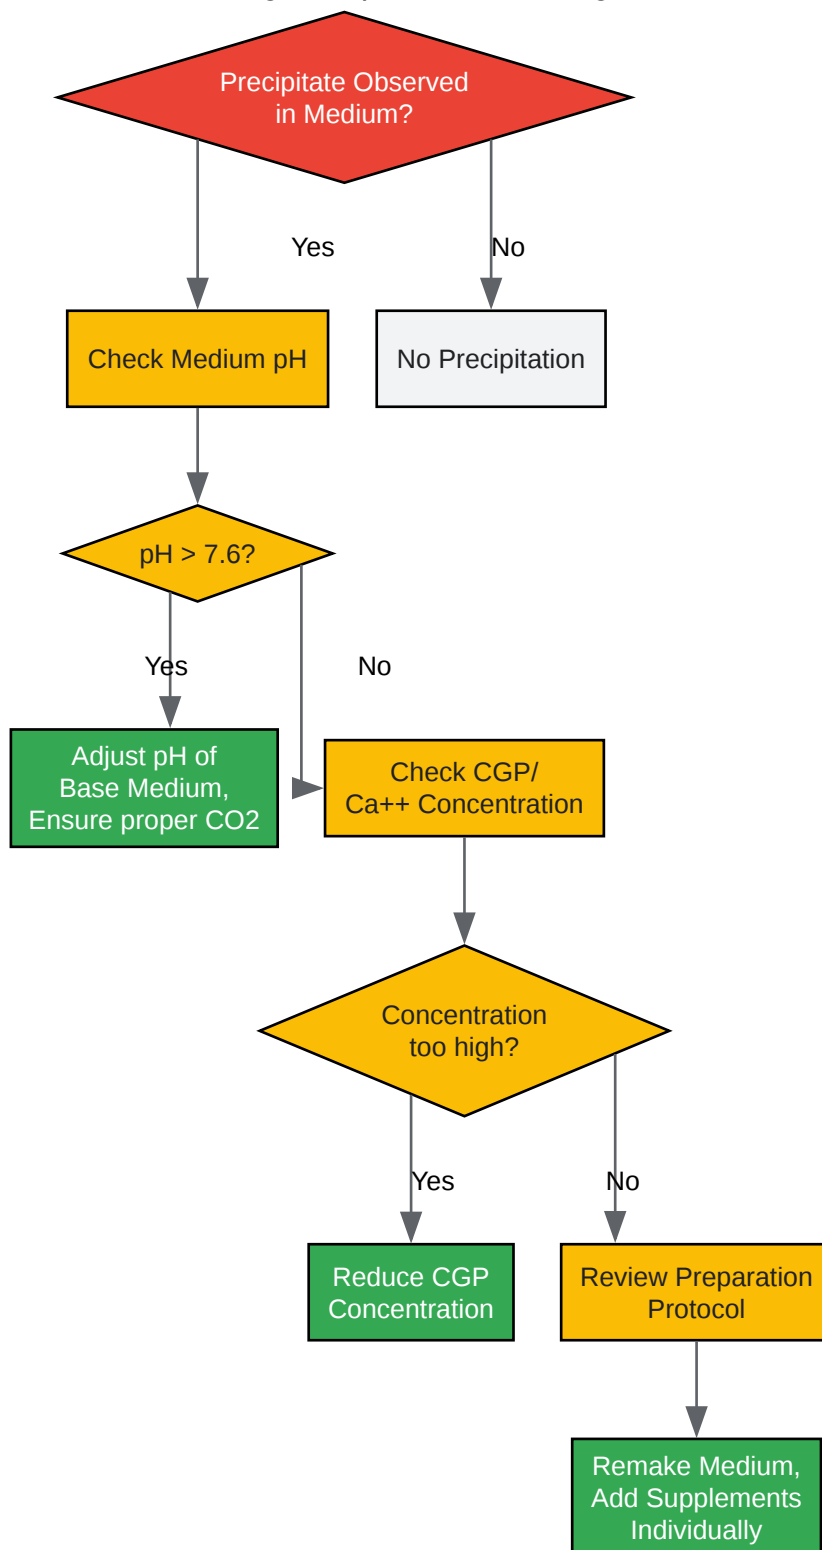 Precipitate Observed
in Medium?
Yes
No
Check Medium pH
No Precipitation
pH > 7.6?
Yes
No
Adjust pH of
Base Medium,
Ensure proper CO2
Check CGP/
Ca++ Concentration
Concentration
too high?
Yes
No
Reduce CGP
Concentration
Review Preparation
Protocol
Remake Medium,
Add Supplements
Individually